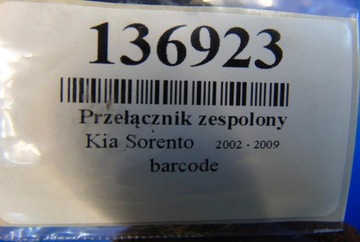 136923
Przełącznik zespolony
Kia Sorento 2002 - 2009
barcode